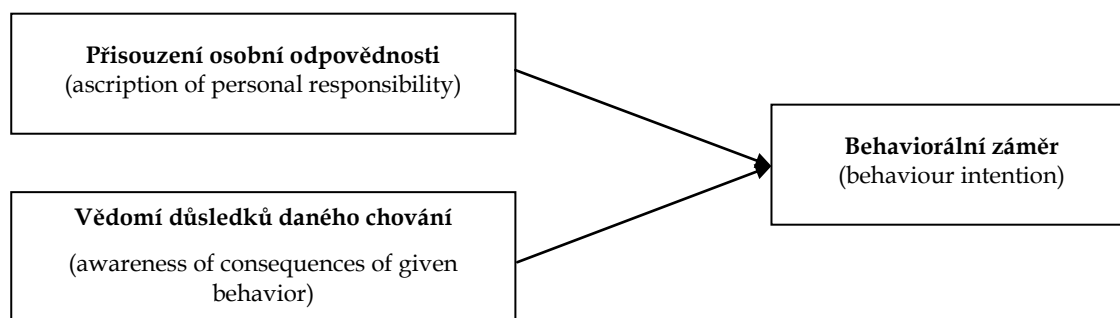 Přisouzení osobní odpovědnosti
(ascription of personal responsibility)
Behaviorální záměr
(behaviour intention)
Vědomí důsledků daného chování
(awareness of consequences of given
behavior)